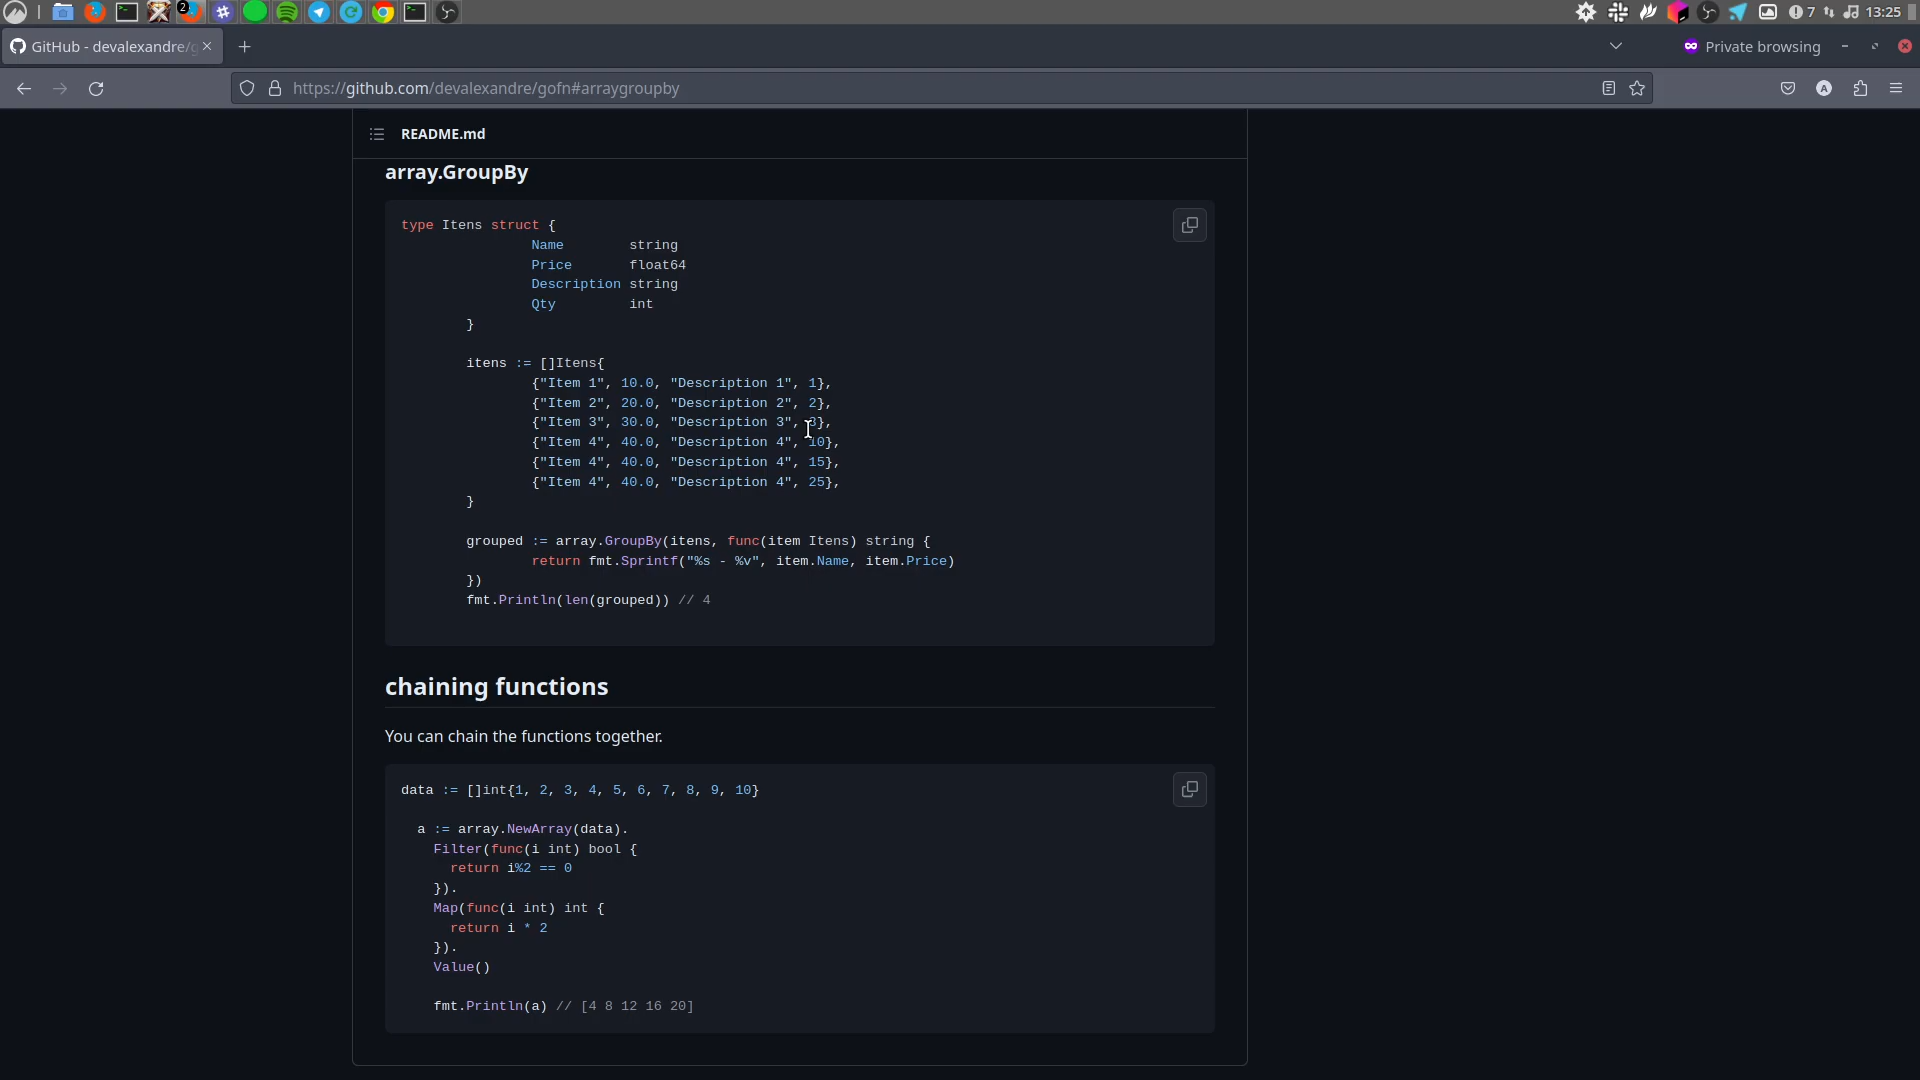 2
7
13:25
GitHub - devalexandre/g
Private browsing
https://github.com/devalexandre/gofn#arraygroupby
A
README.md
array.GroupBy
type Itens struct {
Name string
Price float64
Description string
Qty int
}
itens := []Itens{
{"Item 1", 10.0, "Description 1", 1},
{"Item 2", 20.0, "Description 2", 2},
{"Item 3", 30.0, "Description 3", 3},
{"Item 4", 40.0, "Description 4", 10},
{"Item 4", 40.0, "Description 4", 15},
{"Item 4", 40.0, "Description 4", 25},
}
grouped := array.GroupBy(itens, func(item Itens) string {
return fmt.Sprintf("%s - %v", item.Name, item.Price)
})
fmt.Println(len(grouped)) // 4
chaining functions
You can chain the functions together.
data := []int{1, 2, 3, 4, 5, 6, 7, 8, 9, 10}
a := array.NewArray(data).
Filter(func(i int) bool {
return i%2 == 0
}).
Map(func(i int) int {
return i * 2
}).
Value()
fmt.Println(a) // [4 8 12 16 20]